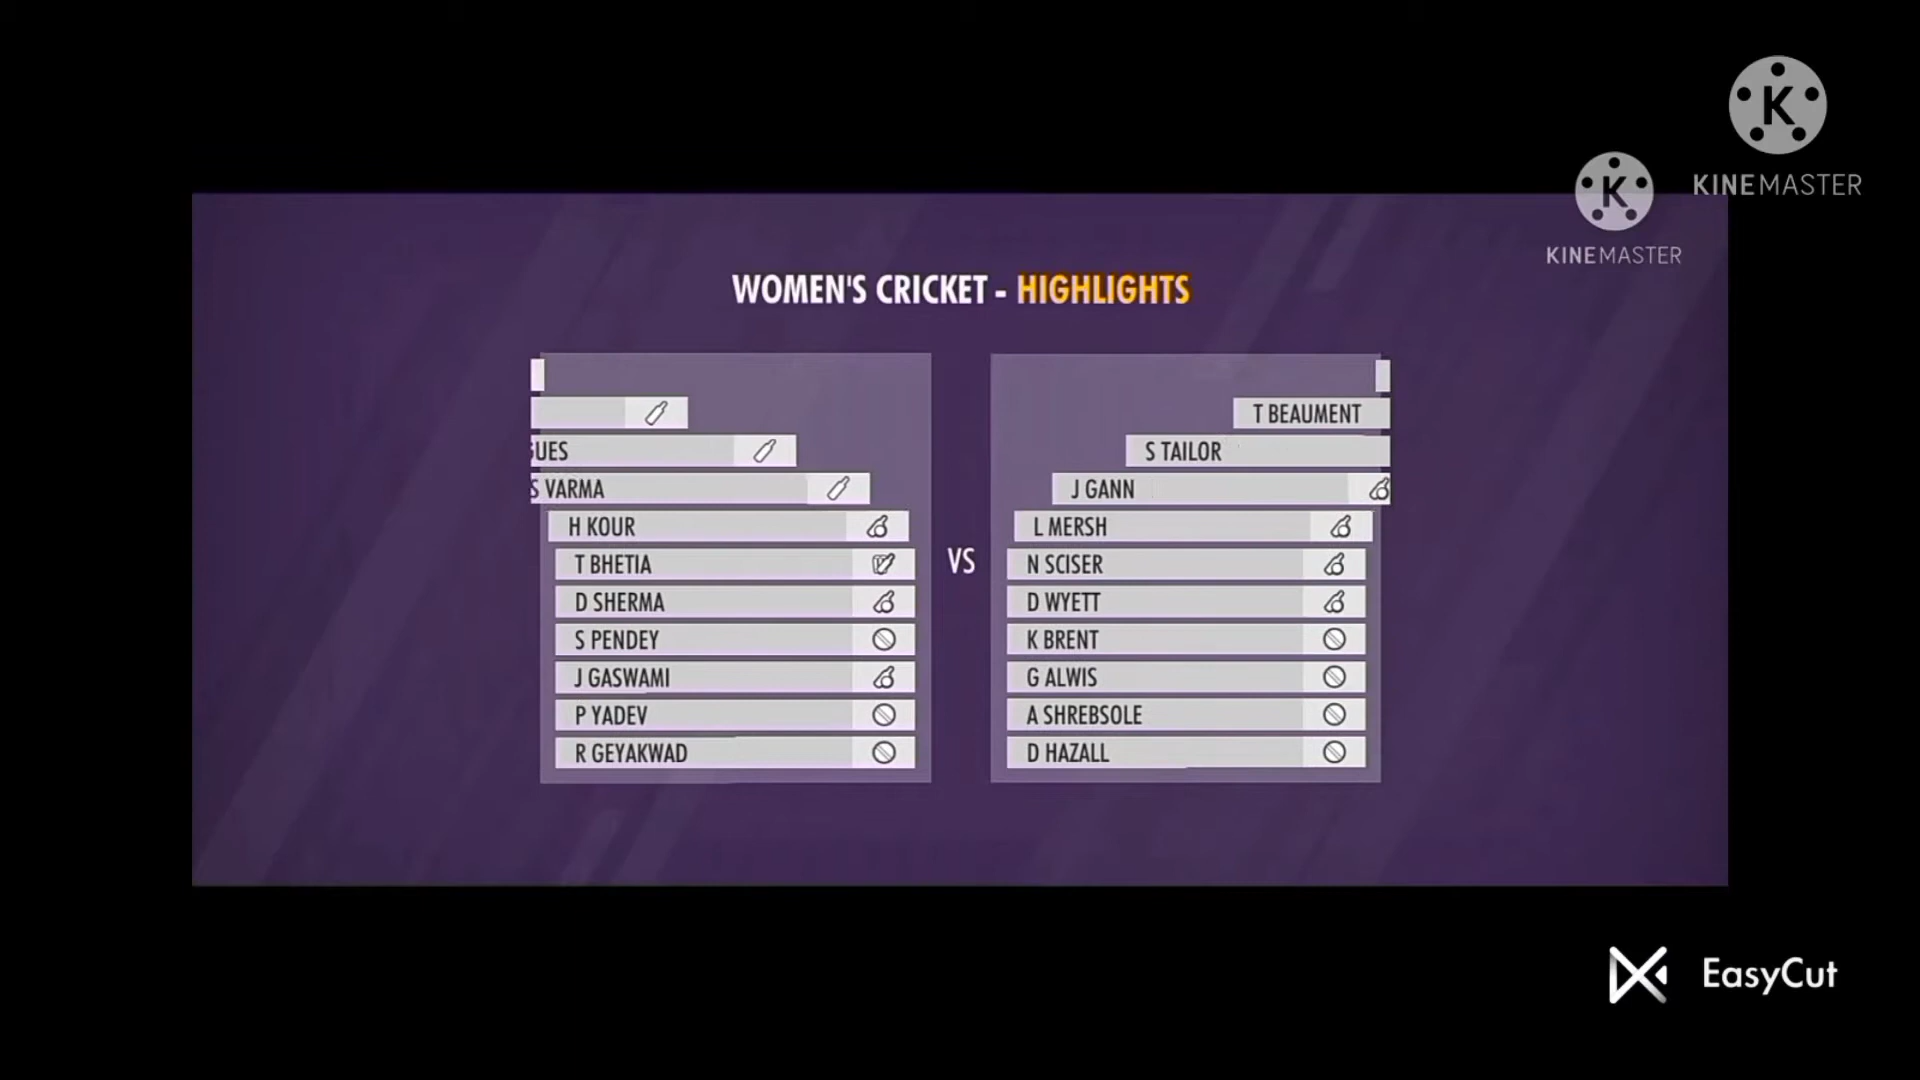 K
KINEMASTER
K
KINEMASTER
WOMEN'S CRICKET - HIGHLIGHTS
T BEAUMENT
GUES
S TAILOR
S VARMA
J GANN
H KOUR
L MERSH
T BHETIA
VS
N SCISER
D SHERMA
D WYETT
S PENDEY
K BRENT
J GASWAMI
G ALWIS
P YADEV
A SHREBSOLE
R GEYAKWAD
D HAZALL
EasyCut